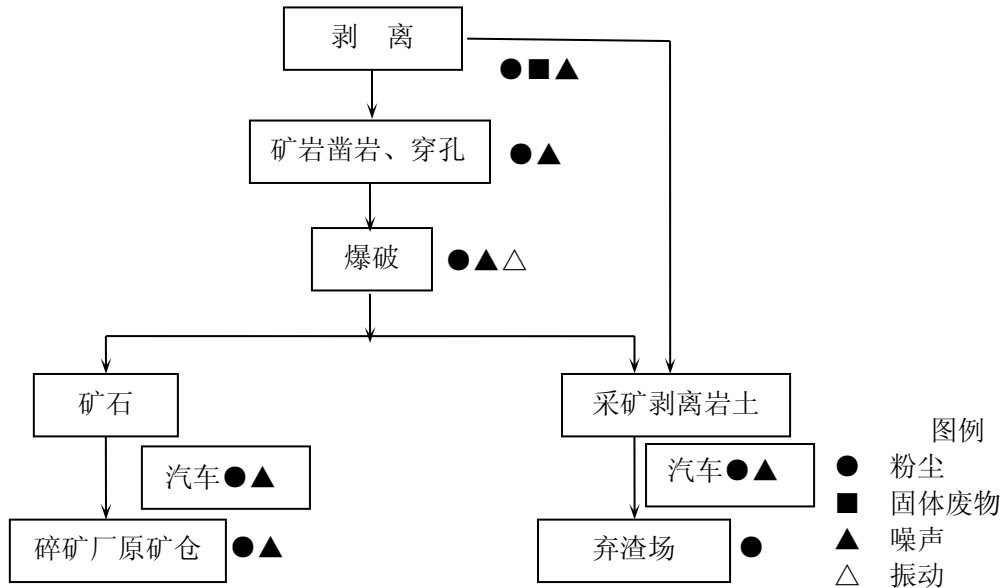 剥 离
●■▲
矿岩凿岩、穿孔
●▲
爆破
●▲△
矿石
采矿剥离岩土
汽车●▲
汽车●▲
碎矿厂原矿仓
●▲
弃渣场
●
图例
● 粉尘
■ 固体废物
▲ 噪声
△ 振动